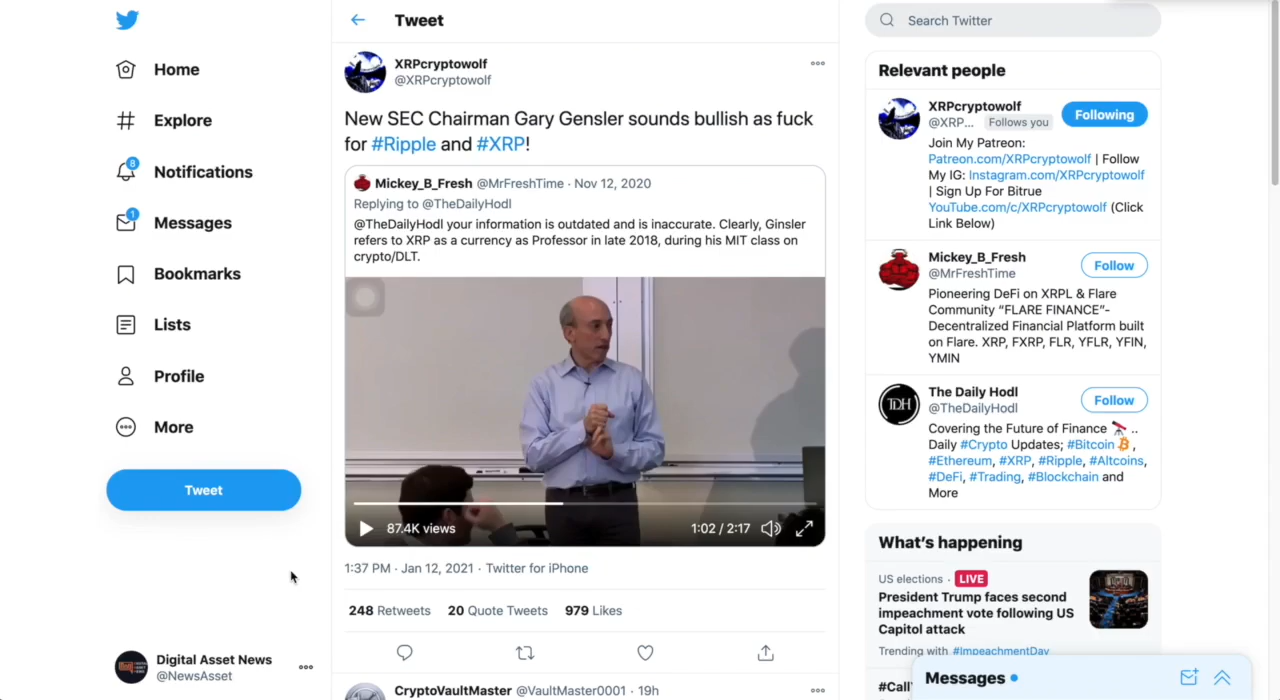 Home
Explore
8
Notifications
1
Messages
Bookmarks
Lists
Profile
More
Tweet
Digital Asset News
@NewsAsset
Tweet
XRPcryptowolf
@XRPcryptowolf
New SEC Chairman Gary Gensler sounds bullish as fuck
for #Ripple and #XRP!
Mickey_B_Fresh @MrFreshTime · Nov 12, 2020
Replying to @TheDailyHodl
@TheDailyHodl your information is outdated and is inaccurate. Clearly, Ginsler
refers to XRP as a currency as Professor in late 2018, during his MIT class on
crypto/DLT.
87.4K views
1:02 / 2:17
1:37 PM · Jan 12, 2021 · Twitter for iPhone
248 Retweets 20 Quote Tweets 979 Likes
CryptoVaultMaster @VaultMaster0001 · 19h
Search Twitter
Relevant people
XRPcryptowolf
@XRP... Follows you
Following
Join My Patreon:
Patreon.com/XRPcryptowolf | Follow
My IG: Instagram.com/XRPcryptowolf
| Sign Up For Bitrue
YouTube.com/c/XRPcryptowolf (Click
Link Below)
Mickey_B_Fresh
@MrFreshTime
Follow
Pioneering DeFi on XRPL & Flare
Community “FLARE FINANCE”-
Decentralized Financial Platform built
on Flare. XRP, FXRP, FLR, YFLR, YFIN,
YMIN
TDH
The Daily Hodl
@TheDailyHodl
Follow
Covering the Future of Finance 🔭 ..
Daily #Crypto Updates; #Bitcoin ₿,
#Ethereum, #XRP, #Ripple, #Altcoins,
#DeFi, #Trading, #Blockchain and
More
What’s happening
US elections · LIVE
President Trump faces second
impeachment vote following US
Capitol attack
Trending with #ImpeachmentDay
Messages